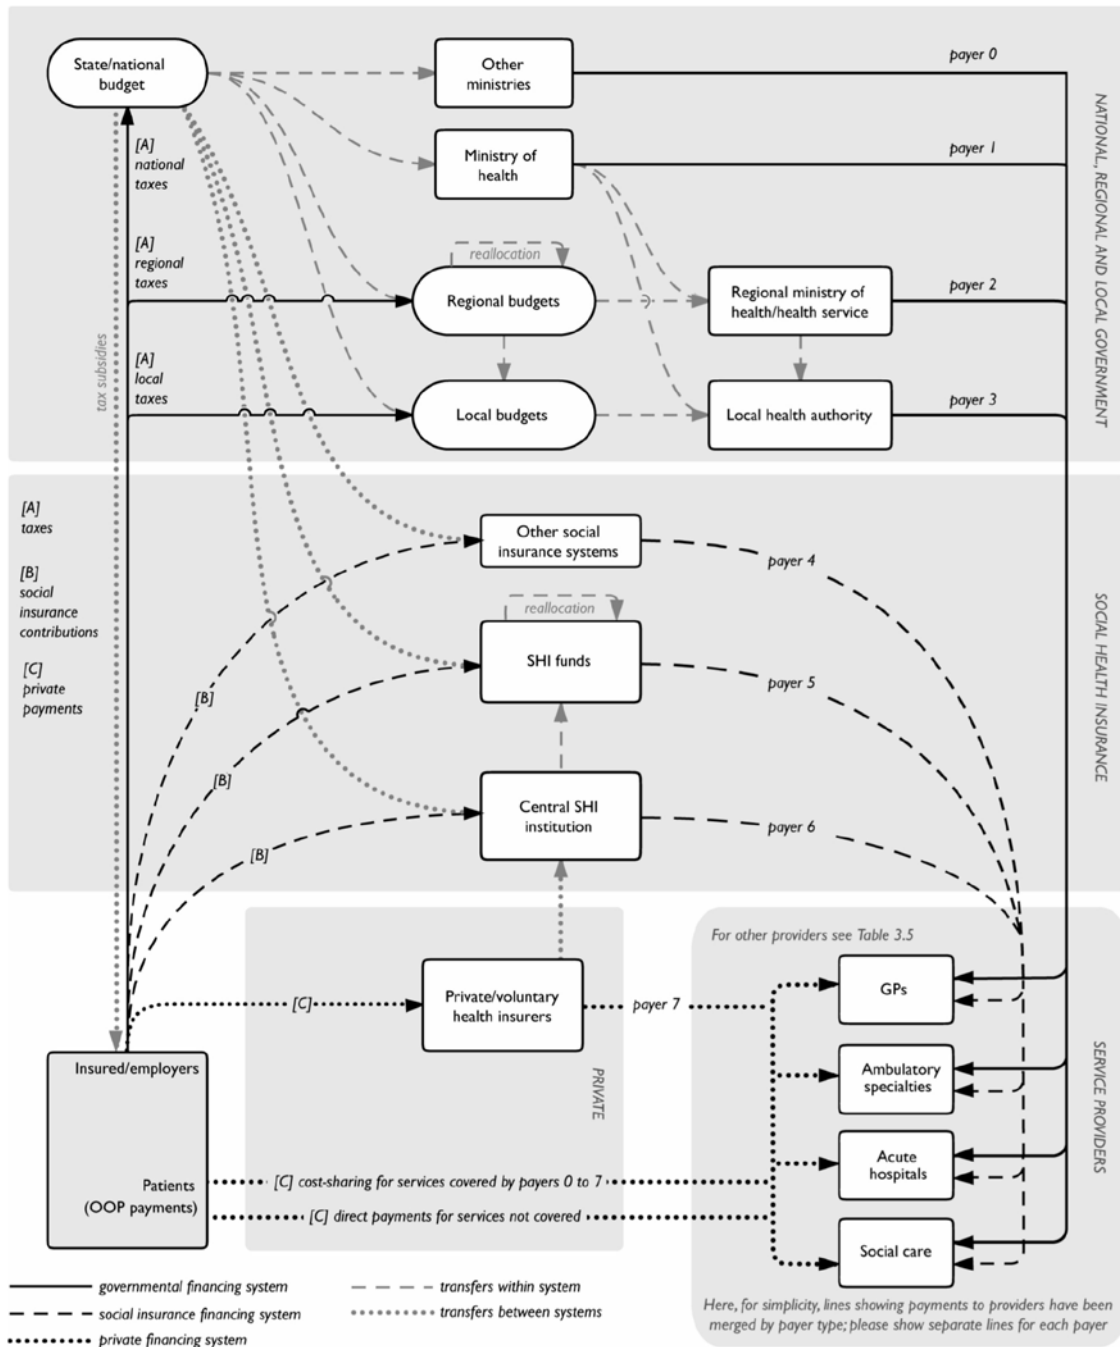 State/national
budget
Other
ministries
payer 0
[A]
national
taxes
Ministry of
health
payer 1
[A]
regional
taxes
reallocation
Regional budgets
Regional ministry of
health/health service
payer 2
tax subsidies
[A]
local
taxes
Local budgets
Local health authority
payer 3
NATIONAL, REGIONAL AND LOCAL GOVERNMENT
[A]
taxes
[B]
social
insurance
contributions
[C]
private
payments
Other social
insurance systems
payer 4
reallocation
SHI funds
payer 5
[B]
[B]
[B]
Central SHI
institution
payer 6
SOCIAL HEALTH INSURANCE
For other providers see Table 3.5
[C]
Private/voluntary
health insurers
payer 7
PRIVATE
GPs
Ambulatory
specialties
Acute
hospitals
Social care
SERVICE PROVIDERS
Insured/employers
Patients
(OOP payments)
[C] cost-sharing for services covered by payers 0 to 7
[C] direct payments for services not covered
governmental financing system
social insurance financing system
private financing system
transfers within system
transfers between systems
Here, for simplicity, lines showing payments to providers have been
merged by payer type; please show separate lines for each payer